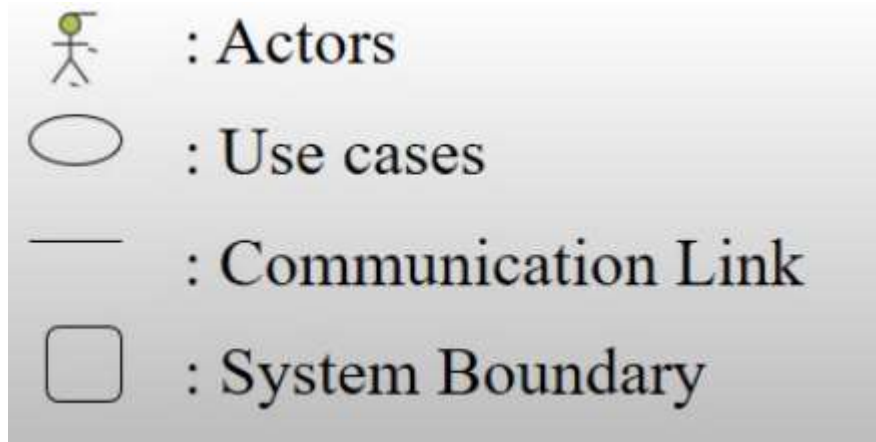 : Actors
: Use cases
: Communication Link
: System Boundary